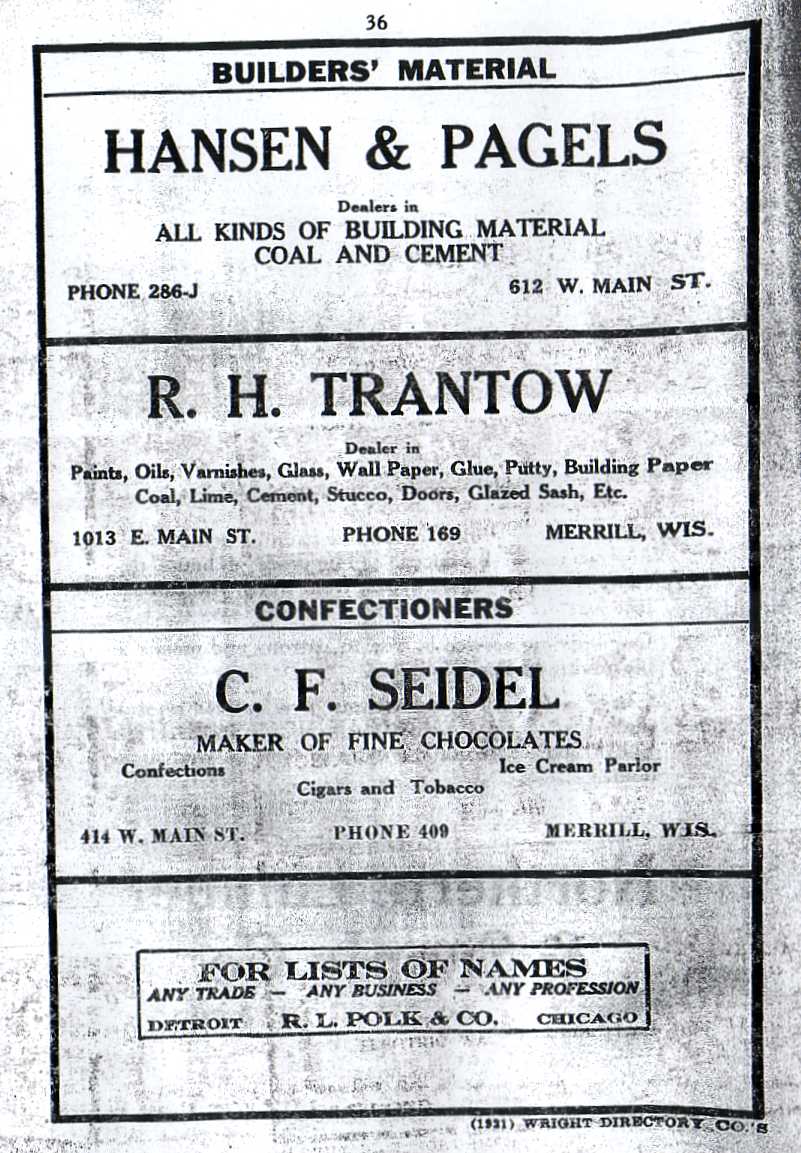 36
BUILDERS' MATERIAL
HANSEN & PAGELS
Dealers in
ALL KINDS OF BUILDING MATERIAL
COAL AND CEMENT
PHONE 286-J 612 W. MAIN ST.
R. H. TRANTOW
Dealer in
Paints, Oils, Varnishes, Glass, Wall Paper, Glue, Putty, Building Paper
Coal, Lime, Cement, Stucco, Doors, Glazed Sash, Etc.
1013 E. MAIN ST. PHONE 169 MERRILL, WIS.
CONFECTIONERS
C. F. SEIDEL
MAKER OF FINE CHOCOLATES
Confections Ice Cream Parlor
Cigars and Tobacco
414 W. MAIN ST. PHONE 409 MERRILL, WIS.
FOR LISTS OF NAMES
ANY TRADE — ANY BUSINESS — ANY PROFESSION
DETROIT R. L. POLK & CO. CHICAGO
(1921) WRIGHT DIRECTORY CO.'S